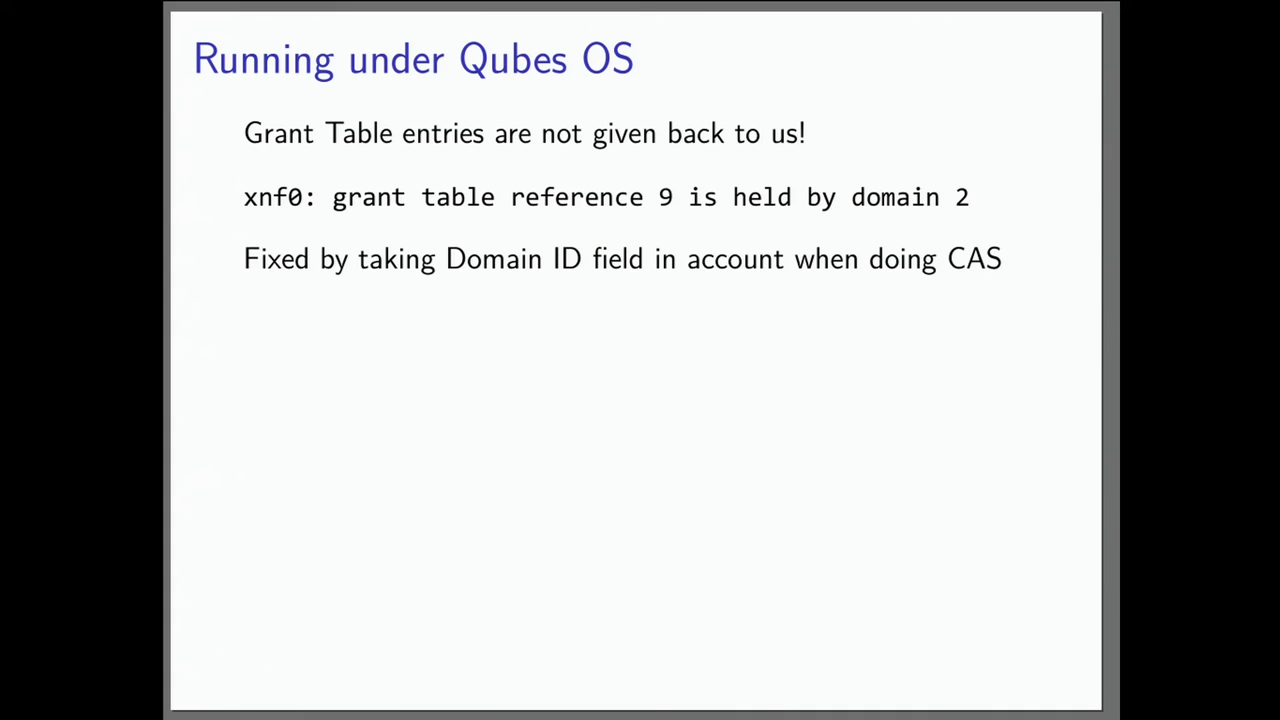 Running under Qubes OS
Grant Table entries are not given back to us!
xnf0: grant table reference 9 is held by domain 2
Fixed by taking Domain ID field in account when doing CAS